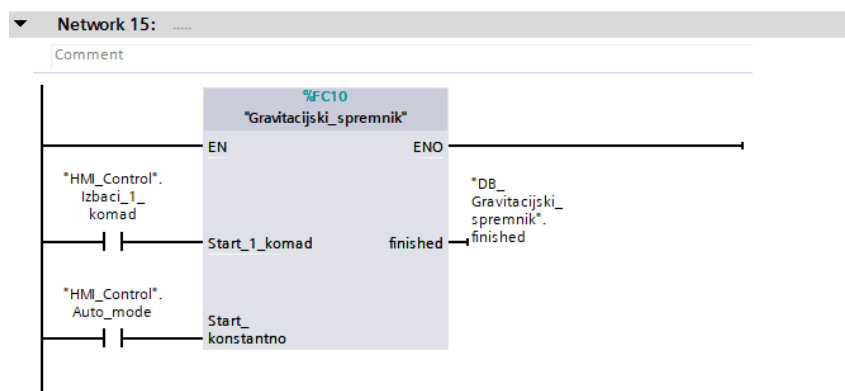 Network 15: .....
Comment
%FC10
"Gravitacijski_spremnik"
EN
ENO
"HMI_Control".
Izbaci_1_
komad
"DB_
Gravitacijski_
spremnik".
finished
Start_1_komad
finished
"HMI_Control".
Auto_mode
Start_
konstantno